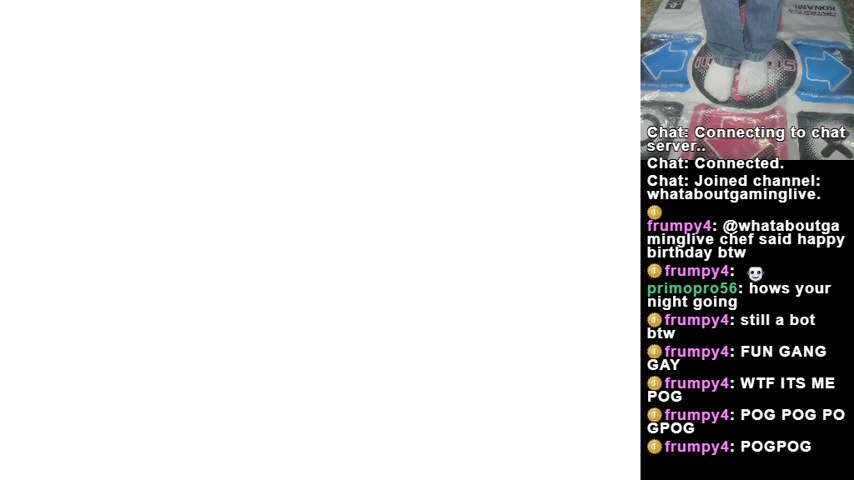 KONAMI
Chat: Connecting to chat
server..
Chat: Connected.
Chat: Joined channel:
whataboutgaminglive.
frumpy4: @whataboutga
minglive chef said happy
birthday btw
frumpy4:
primopro56: hows your
night going
frumpy4: still a bot
btw
frumpy4: FUN GANG
GAY
frumpy4: WTF ITS ME
POG
frumpy4: POG POG PO
GPOG
frumpy4: POGPOG